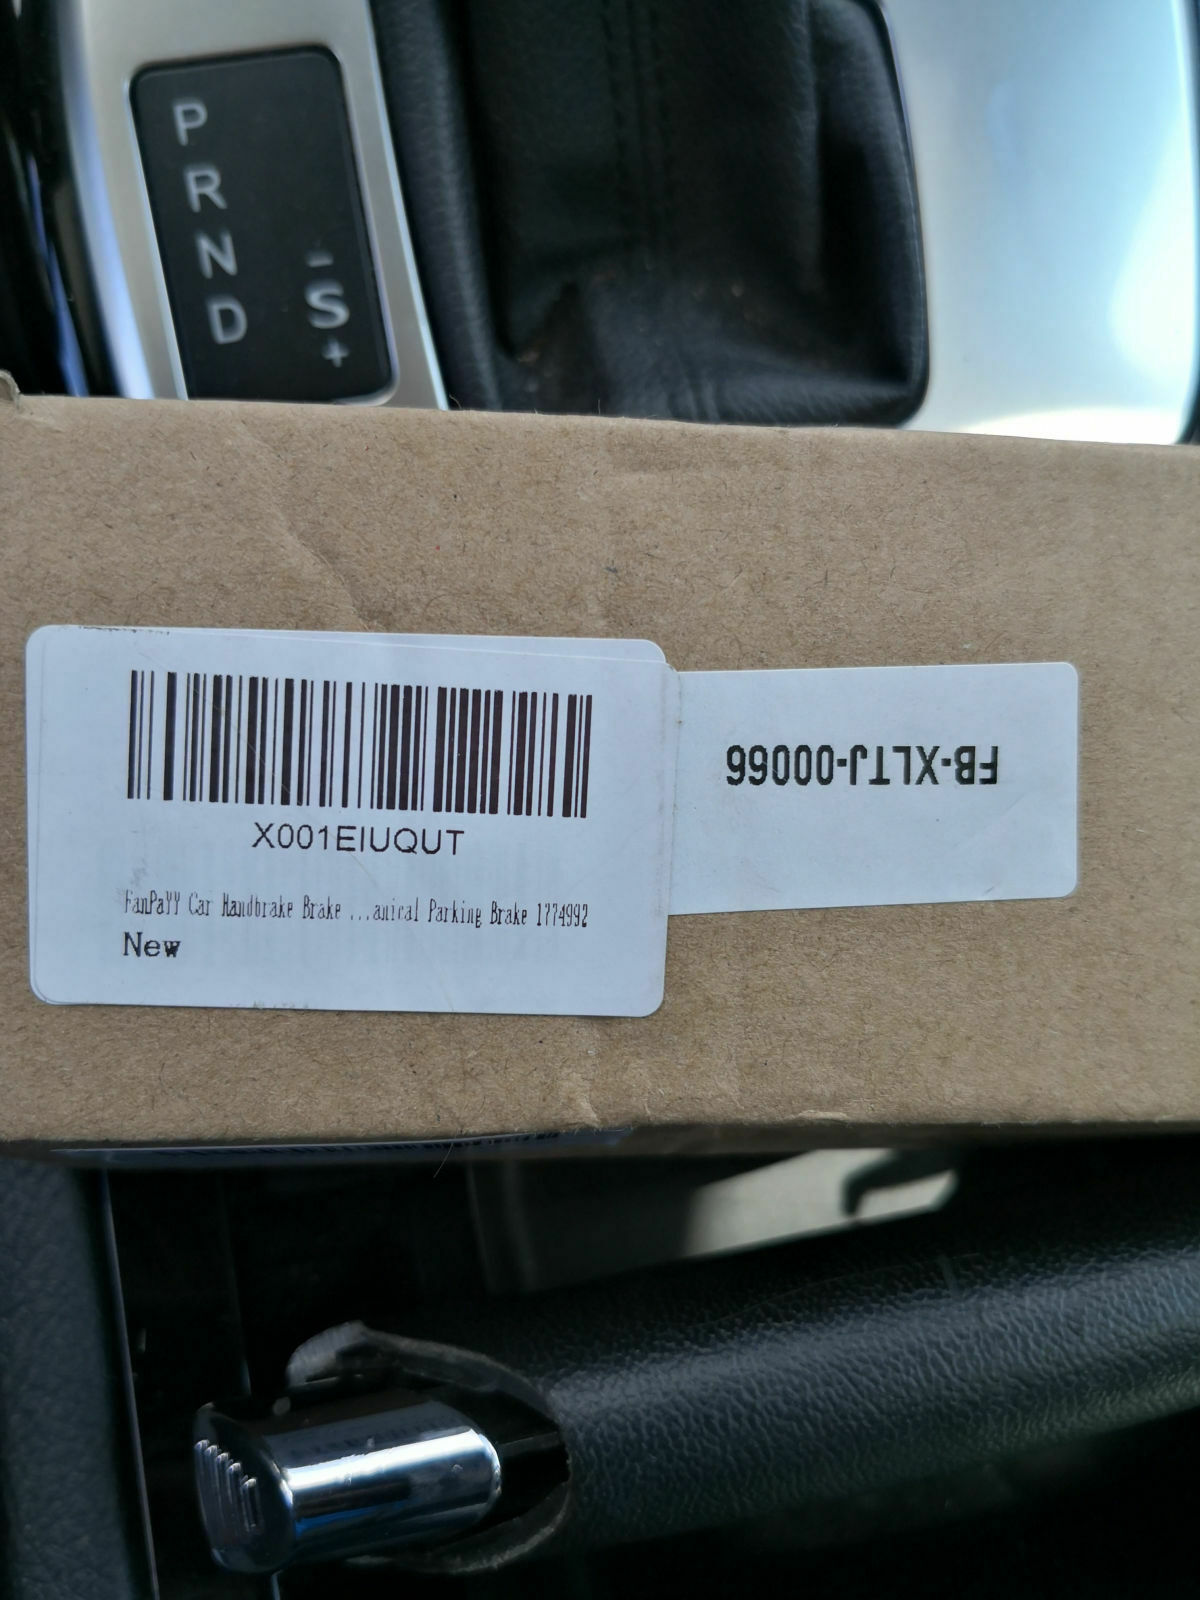 P
R
N
D
-
S
+
X001EIUQUT
FanPaYY Car Handbrake Brake ...anical Parking Brake 1774992
New
FB-XLTJ-00066